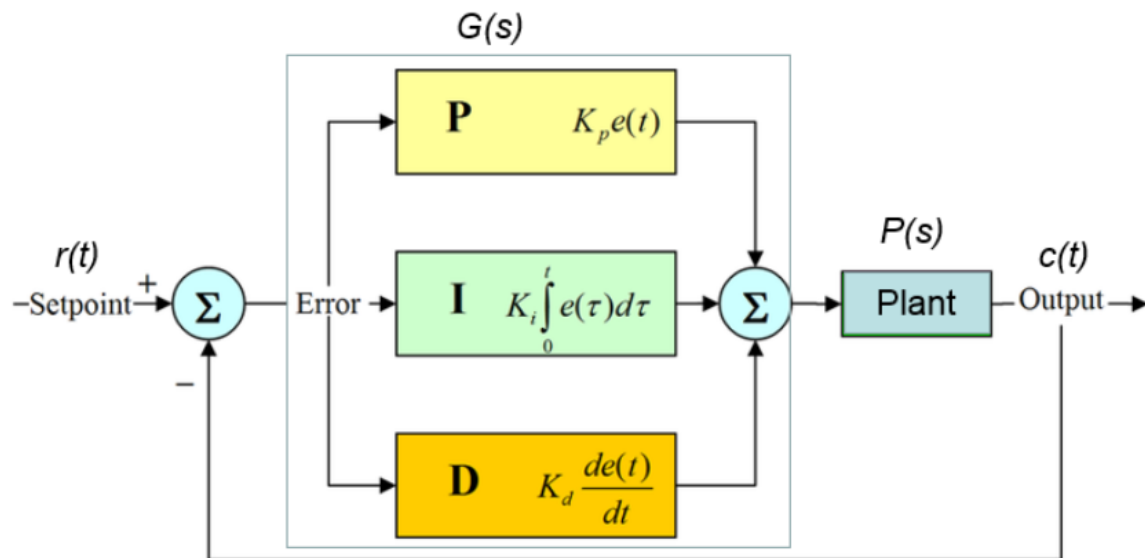 G(s)
P K_p e(t)
r(t)
P(s)
c(t)
+
–Setpoint
Σ
Error
I K_i ∫_0^t e(τ)dτ
Σ
Plant
Output
–
D K_d de(t)/dt